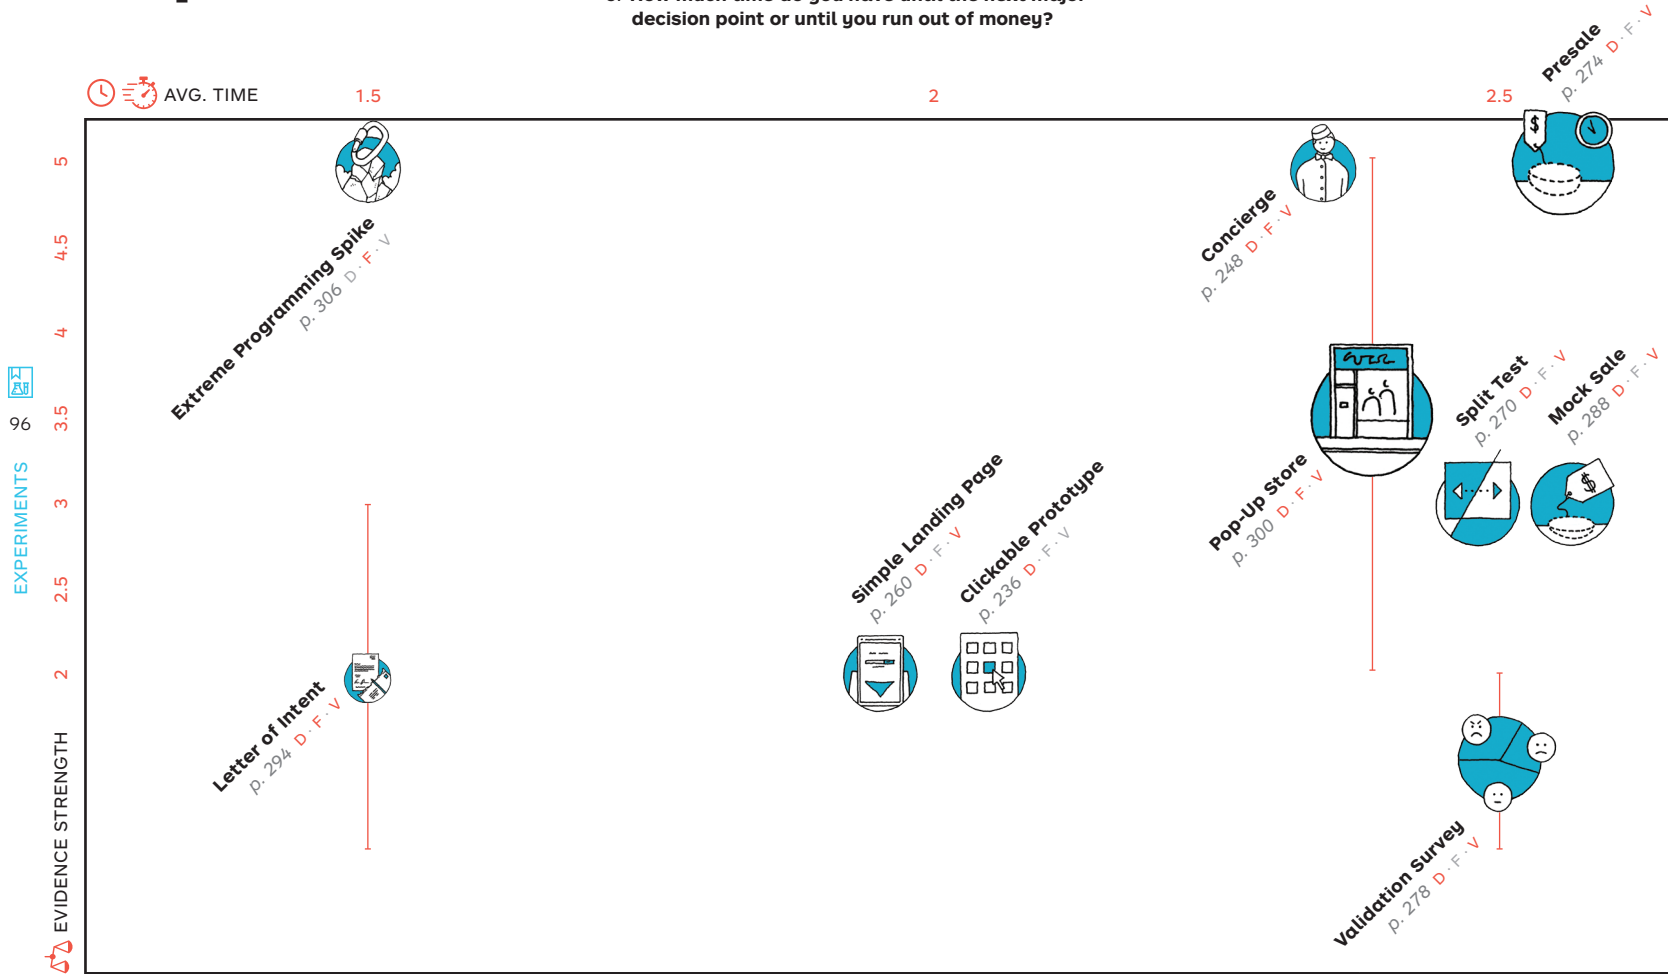 decision point or until you run out of money?
AVG. TIME
1.5
2
2.5
Presale
p. 274 D · F · V
5
4.5
4
3.5
3
2.5
2
EVIDENCE STRENGTH
96
EXPERIMENTS
Extreme Programming Spike
p. 306 D · F · V
Concierge
p. 248 D · F · V
$
Pop-Up Store
p. 300 D · F · V
Split Test
p. 270 D · F · V
Mock Sale
p. 288 D · F · V
$
Simple Landing Page
p. 260 D · F · V
Clickable Prototype
p. 236 D · F · V
Letter of Intent
p. 294 D · F · V
Validation Survey
p. 278 D · F · V